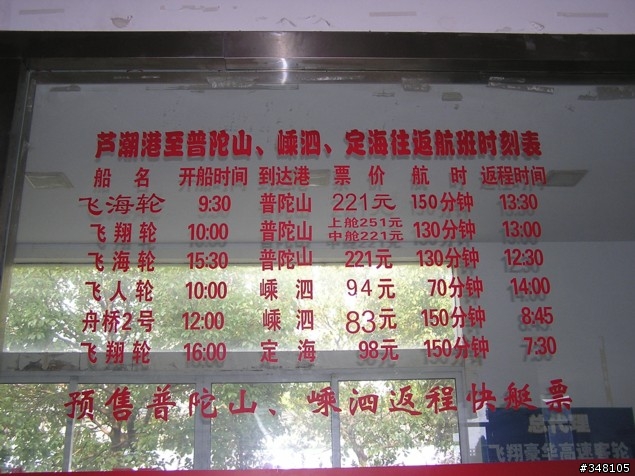 芦潮港至普陀山、嵊泗、定海往返航班时刻表
船名 开船时间 到达港 票价 航时 返程时间
飞海轮 9:30 普陀山 221元 150分钟 13:30
飞翔轮 10:00 普陀山 上舱251元 中舱221元 130分钟 13:00
飞海轮 15:30 普陀山 221元 130分钟 12:30
飞人轮 10:00 嵊泗 94元 70分钟 14:00
舟桥2号 12:00 嵊泗 83元 150分钟 8:45
飞翔轮 16:00 定海 98元 150分钟 7:30
预售普陀山、嵊泗返程快艇票
总代理
飞翔豪华高速客轮
#348105